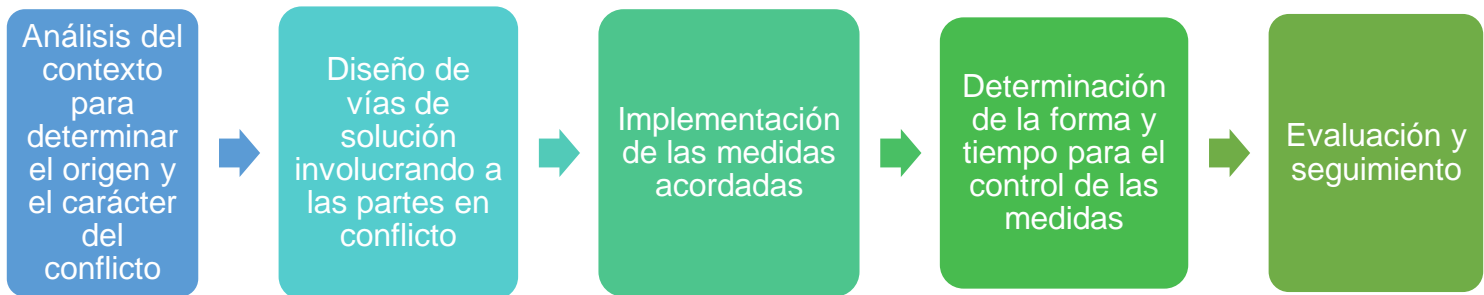 Análisis del
contexto
para
determinar
el origen y
el carácter
del
conflicto
Diseño de
vías de
solución
involucrando a
las partes en
conflicto
Implementación
de las medidas
acordadas
Determinación
de la forma y
tiempo para el
control de las
medidas
Evaluación y
seguimiento